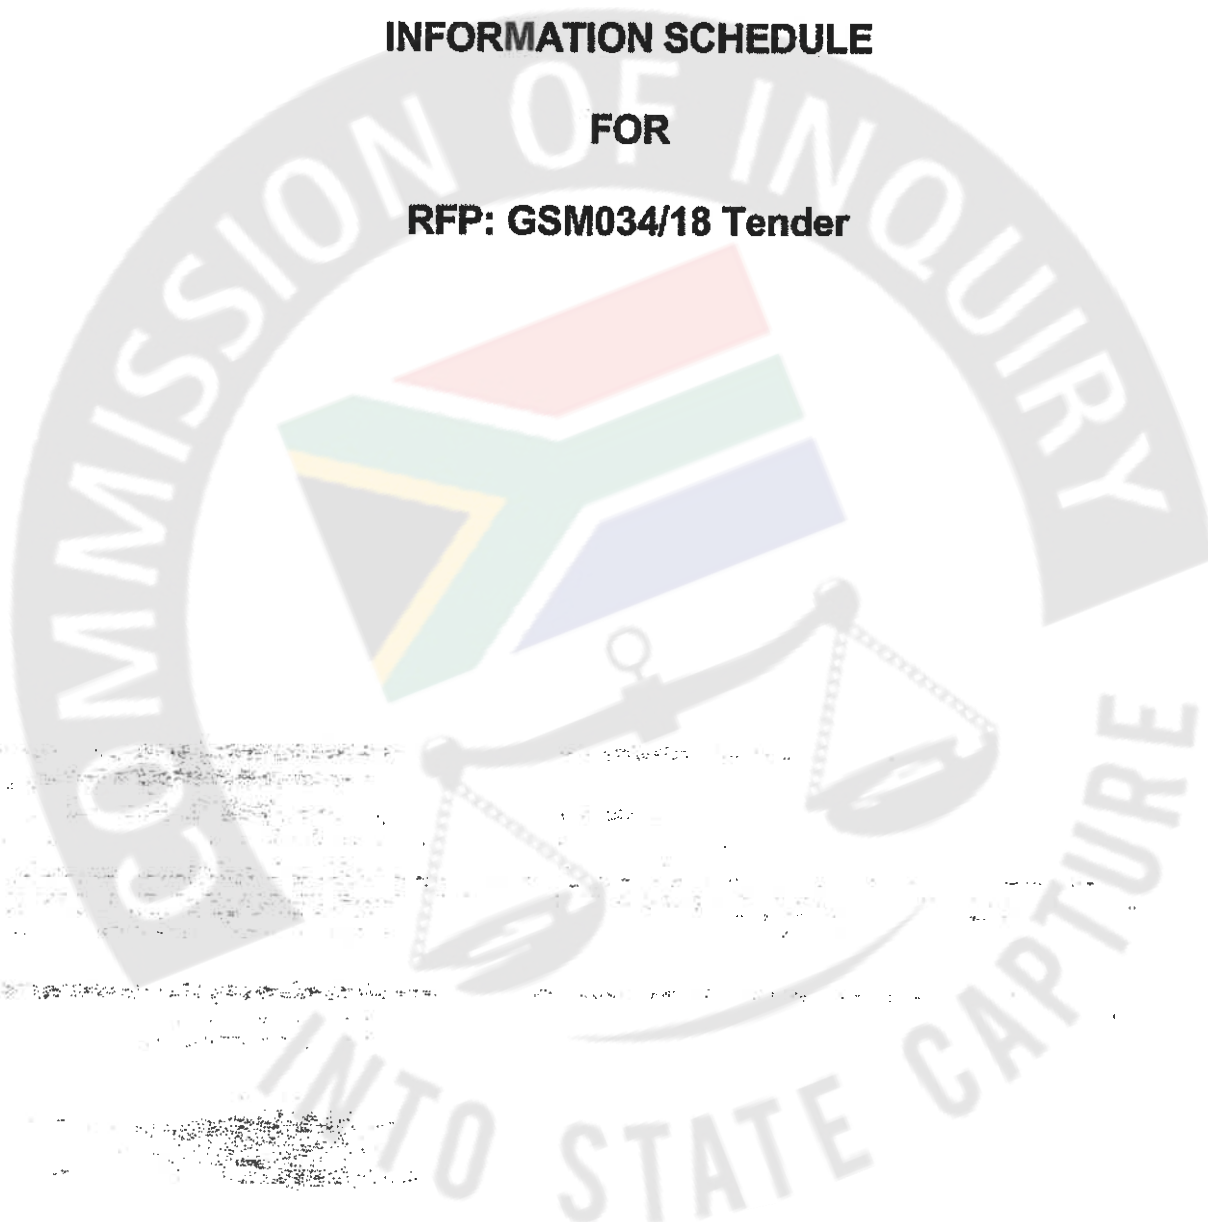 INFORMATION SCHEDULE
FOR
RFP: GSM034/18 Tender
COMMISSION OF INQUIRY
INTO STATE CAPTURE